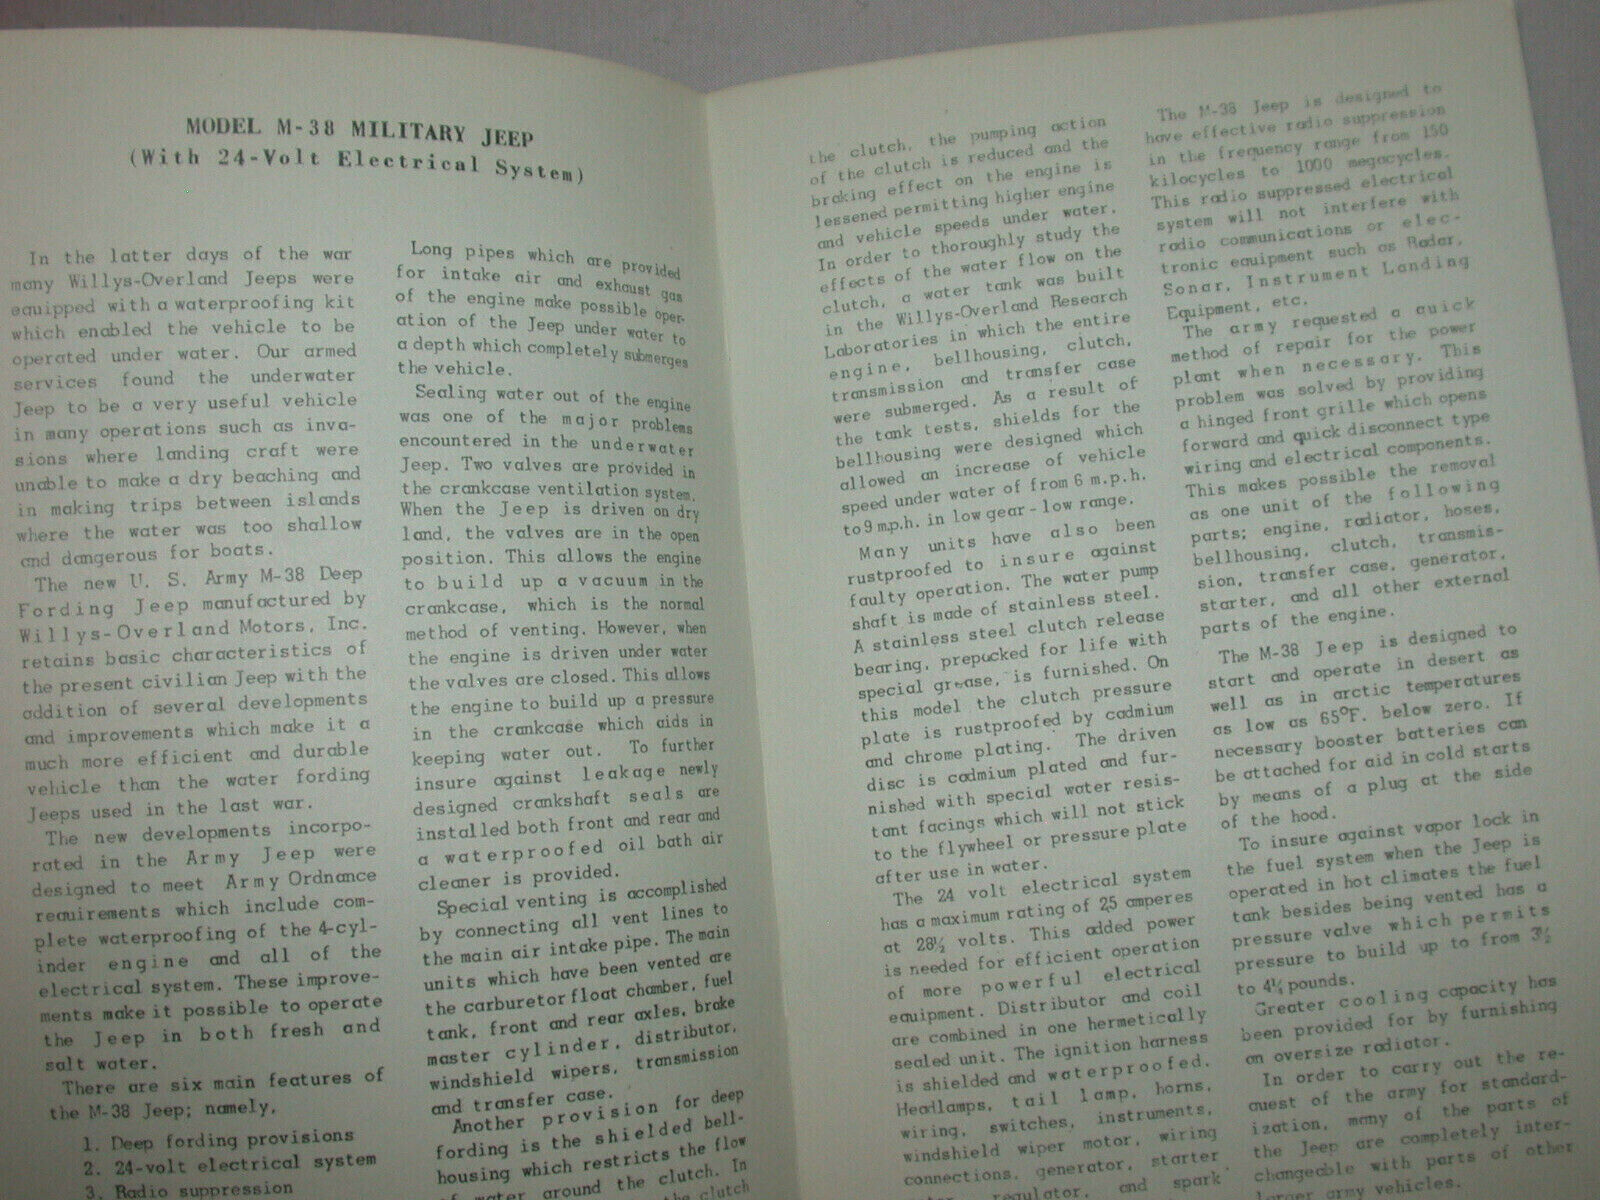 MODEL M-38 MILITARY JEEP
(With 24-Volt Electrical System)
In the latter days of the war
many Willys-Overland Jeeps were
equipped with a waterproofing kit
which enabled the vehicle to be
operated under water. Our armed
services found the underwater
Jeep to be a very useful vehicle
in many operations such as inva-
sions where landing craft were
unable to make a dry beaching and
in making trips between islands
where the water was too shallow
and dangerous for boats.
The new U. S. Army M-38 Deep
Fording Jeep manufactured by
Willys-Overland Motors, Inc.
retains basic characteristics of
the present civilian Jeep with the
addition of several developments
and improvements which make it a
much more efficient and durable
vehicle than the water fording
Jeeps used in the last war.
The new developments incorpo-
rated in the Army Jeep were
designed to meet Army Ordnance
requirements which include com-
plete waterproofing of the 4-cyl-
inder engine and all of the
electrical system. These improve-
ments make it possible to operate
the Jeep in both fresh and
salt water.
There are six main features of
the M-38 Jeep; namely,
1. Deep fording provisions
2. 24-volt electrical system
3. Radio suppression
Long pipes which are provided
for intake air and exhaust gas
of the engine make possible oper-
ation of the Jeep under water to
a depth which completely submerges
the vehicle.
Sealing water out of the engine
was one of the major problems
encountered in the underwater
Jeep. Two valves are provided in
the crankcase ventilation system.
When the Jeep is driven on dry
land, the valves are in the open
position. This allows the engine
to build up a vacuum in the
crankcase, which is the normal
method of venting. However, when
the engine is driven under water
the valves are closed. This allows
the engine to build up a pressure
in the crankcase which aids in
keeping water out. To further
insure against leakage newly
designed crankshaft seals are
installed both front and rear and
a waterproofed oil bath air
cleaner is provided.
Special venting is accomplished
by connecting all vent lines to
the main air intake pipe. The main
units which have been vented are
the carburetor float chamber, fuel
tank, front and rear axles, brake
master cylinder, distributor,
windshield wipers, transmission
and transfer case.
Another provision for deep
fording is the shielded bell-
housing which restricts the flow
of water around the clutch. In
the clutch
the clutch, the pumping action
of the clutch is reduced and the
braking effect on the engine is
lessened permitting higher engine
and vehicle speeds under water.
In order to thoroughly study the
effects of the water flow on the
clutch, a water tank was built
in the Willys-Overland Research
Laboratories in which the entire
engine, bellhousing, clutch,
transmission and transfer case
were submerged. As a result of
the tank tests, shields for the
bellhousing were designed which
allowed an increase of vehicle
speed under water of from 6 m.p.h.
to 9 m.p.h. in low gear - low range.
Many units have also been
rustproofed to insure against
faulty operation. The water pump
shaft is made of stainless steel.
A stainless steel clutch release
bearing, prepacked for life with
special grease, is furnished. On
this model the clutch pressure
plate is rustproofed by cadmium
and chrome plating. The driven
disc is cadmium plated and fur-
nished with special water resis-
tant facings which will not stick
to the flywheel or pressure plate
after use in water.
The 24 volt electrical system
has a maximum rating of 25 amperes
at 28½ volts. This added power
is needed for efficient operation
of more powerful electrical
equipment. Distributor and coil
are combined in one hermetically
sealed unit. The ignition harness
is shielded and waterproofed.
Headlamps, tail lamp, horns,
wiring, switches, instruments,
windshield wiper motor, wiring
connections, generator, starter
regulator, and spark
The M-38 Jeep is designed to
have effective radio suppression
in the frequency range from 150
kilocycles to 1000 megacycles.
This radio suppressed electrical
system will not interfere with
radio communications or elec-
tronic equipment such as Radar,
Sonar, Instrument Landing
Equipment, etc.
The army requested a quick
method of repair for the power
plant when necessary. This
problem was solved by providing
a hinged front grille which opens
forward and quick disconnect type
wiring and electrical components.
This makes possible the removal
as one unit of the following
parts; engine, radiator, hoses,
bellhousing, clutch, transmis-
sion, transfer case, generator,
starter, and all other external
parts of the engine.
The M-38 Jeep is designed to
start and operate in desert as
well as in arctic temperatures
as low as 65°F. below zero. If
necessary booster batteries can
be attached for aid in cold starts
by means of a plug at the side
of the hood.
To insure against vapor lock in
the fuel system when the Jeep is
operated in hot climates the fuel
tank besides being vented has a
pressure valve which permits
pressure to build up to from 3½
to 4¼ pounds.
Greater cooling capacity has
been provided for by furnishing
an oversize radiator.
In order to carry out the re-
quest of the army for standard-
ization, many of the parts of
the Jeep are completely inter-
changeable with parts of other
larger army vehicles.